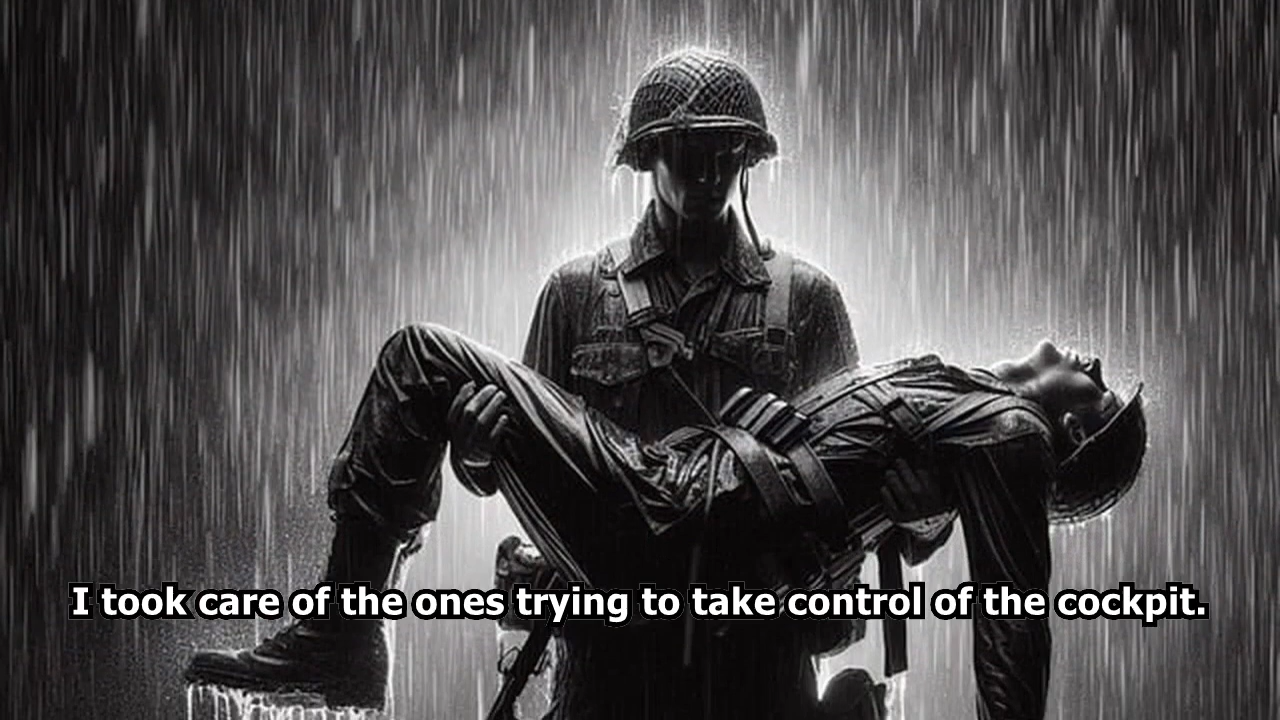 I took care of the ones trying to take control of the cockpit.